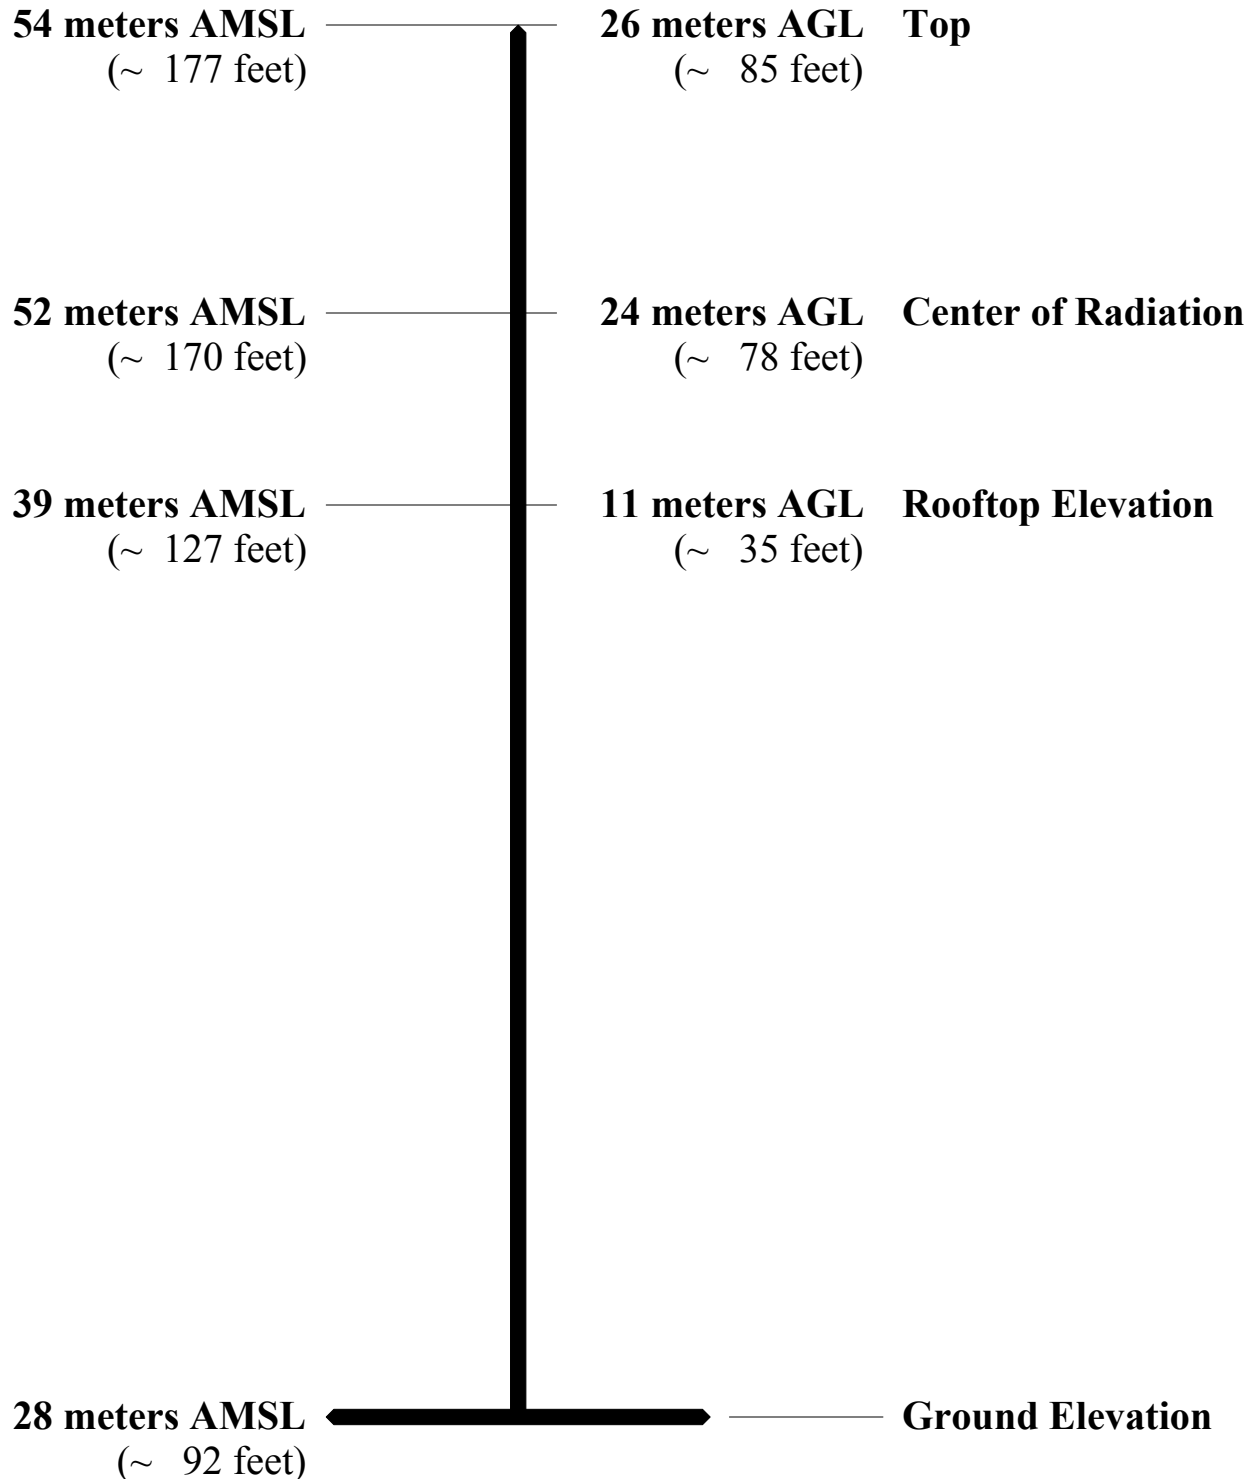 54 meters AMSL 26 meters AGL Top
(~ 177 feet) (~ 85 feet)
52 meters AMSL 24 meters AGL Center of Radiation
(~ 170 feet) (~ 78 feet)
39 meters AMSL 11 meters AGL Rooftop Elevation
(~ 127 feet) (~ 35 feet)
28 meters AMSL Ground Elevation
(~ 92 feet)